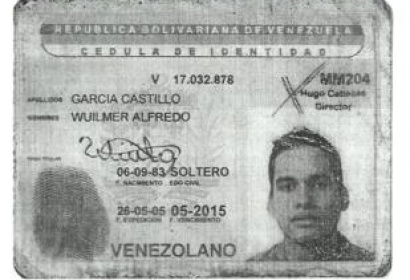 REPUBLICA BOLIVARIANA DE VENEZUELA
CEDULA DE IDENTIDAD
V 17.032.878
MM204
Hugo Cabezas
Director
APELLIDOS GARCIA CASTILLO
NOMBRES WUILMER ALFREDO
06-09-83 SOLTERO
F. NACIMIENTO EDO CIVIL
26-05-05 05-2015
F. EXPEDICION F. VENCIMIENTO
VENEZOLANO